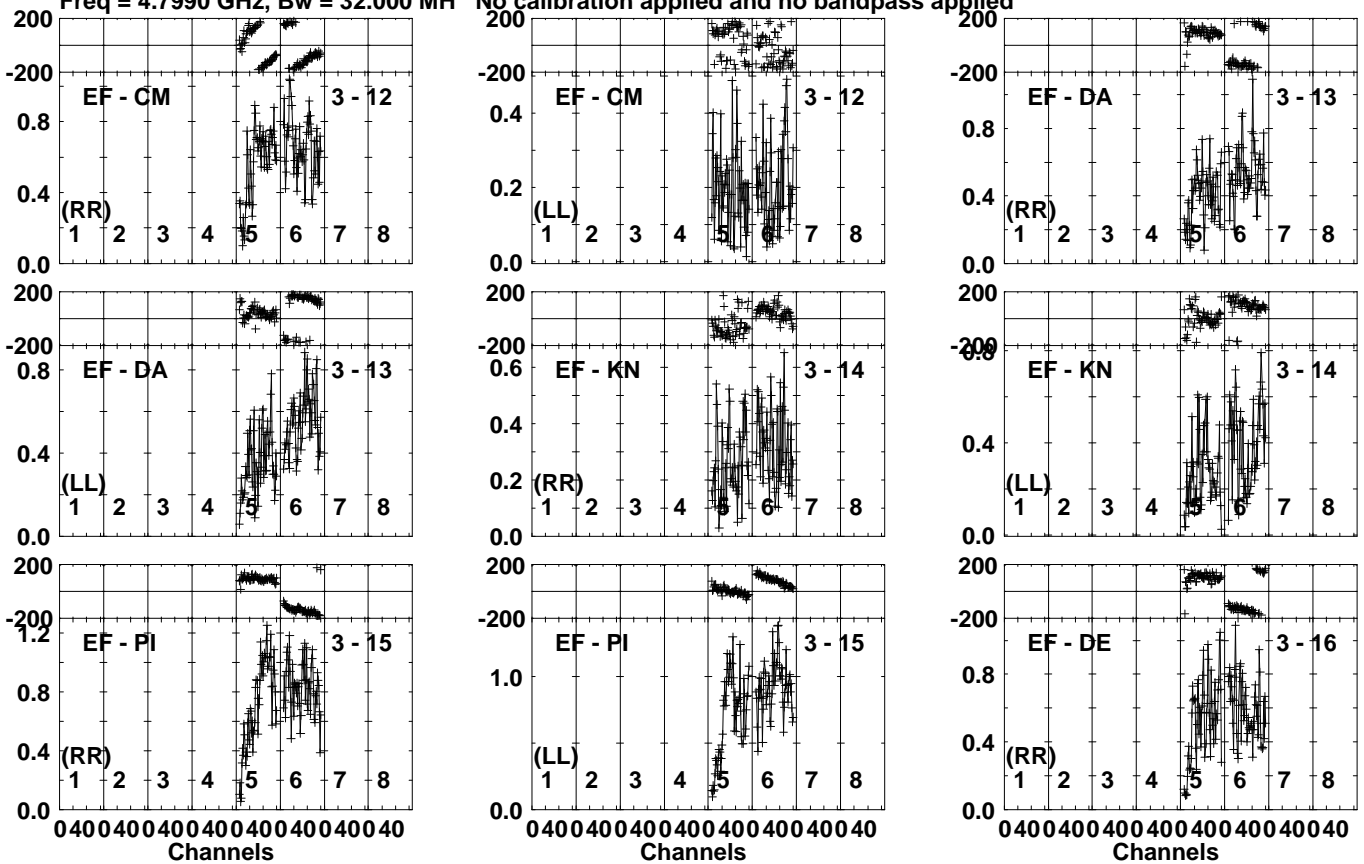 Freq = 4.7990 GHz, Bw = 32.000 MH No calibration applied and no bandpass applied
200 200 200
-200 -200 -200
EF - CM 3 - 12 EF - CM 3 - 12 EF - DA 3 - 13
0.8 0.4 0.8
0.4 0.2 0.4
(RR) (LL) (RR)
1 2 3 4 5 6 7 8 1 2 3 4 5 6 7 8 1 2 3 4 5 6 7 8
0.0 0.0 0.0
200 200 200
-200 -200 -200
EF - DA 3 - 13 EF - KN 3 - 14 EF - KN 3 - 14
0.8 0.6 0.8
0.4 0.4 0.4
0.2
(LL) (RR) (LL)
1 2 3 4 5 6 7 8 1 2 3 4 5 6 7 8 1 2 3 4 5 6 7 8
0.0 0.0 0.0
200 200 200
-200 -200 -200
1.2
EF - PI 3 - 15 EF - PI 3 - 15 EF - DE 3 - 16
0.8 1.0 0.8
0.4 0.4
(RR) (LL) (RR)
1 2 3 4 5 6 7 8 1 2 3 4 5 6 7 8 1 2 3 4 5 6 7 8
0.0 0.0
0 40 0 40 0 40 0 40 0 40 0 40 0 40 0 40 0 40 0 40 0 40 0 40 0 40 0 40 0 40 0 40 0 40 0 40 0 40 0 40 0 40 0 40 0 40 0 40
Channels Channels Channels